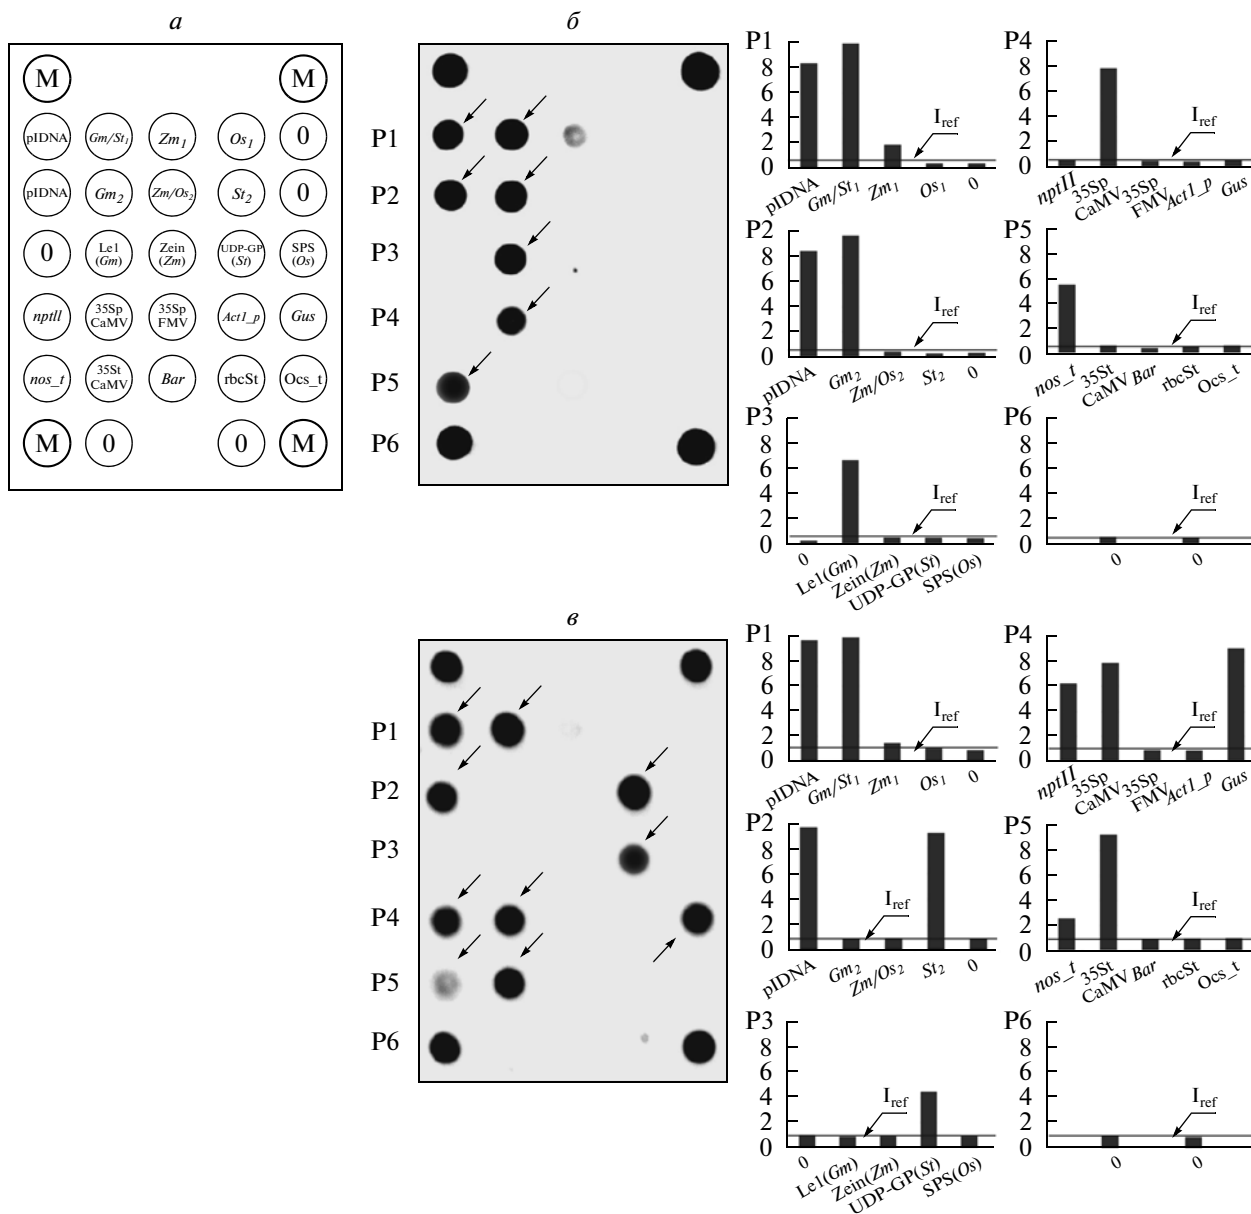 а
M M
pIDNA Gm/St1 Zm1 Os1 0
pIDNA Gm2 Zm/Os2 St2 0
0 Le1 (Gm) Zein (Zm) UDP-GP (St) SPS (Os)
nptII 35Sp CaMV 35Sp FMV Act1_p Gus
nos_t 35St CaMV Bar rbcSt Ocs_t
M 0 0 M
б
P1
P2
P3
P4
P5
P6
P1
8
6
4
2
0
Iref
pIDNA Gm/St1 Zm1 Os1 0
P4
8
6
4
2
0
Iref
nptII 35Sp CaMV 35Sp FMV Act1_p Gus
P2
8
6
4
2
0
Iref
pIDNA Gm2 Zm/Os2 St2 0
P5
8
6
4
2
0
Iref
nos_t 35St CaMV Bar rbcSt Ocs_t
P3
8
6
4
2
0
Iref
0 Le1(Gm) Zein(Zm) UDP-GP(St) SPS(Os)
P6
8
6
4
2
0
Iref
0 0
в
P1
P2
P3
P4
P5
P6
P1
8
6
4
2
0
Iref
pIDNA Gm/St1 Zm1 Os1 0
P4
8
6
4
2
0
Iref
nptII 35Sp CaMV 35Sp FMV Act1_p Gus
P2
8
6
4
2
0
Iref
pIDNA Gm2 Zm/Os2 St2 0
P5
8
6
4
2
0
Iref
nos_t 35St CaMV Bar rbcSt Ocs_t
P3
8
6
4
2
0
Iref
0 Le1(Gm) Zein(Zm) UDP-GP(St) SPS(Os)
P6
8
6
4
2
0
Iref
0 0